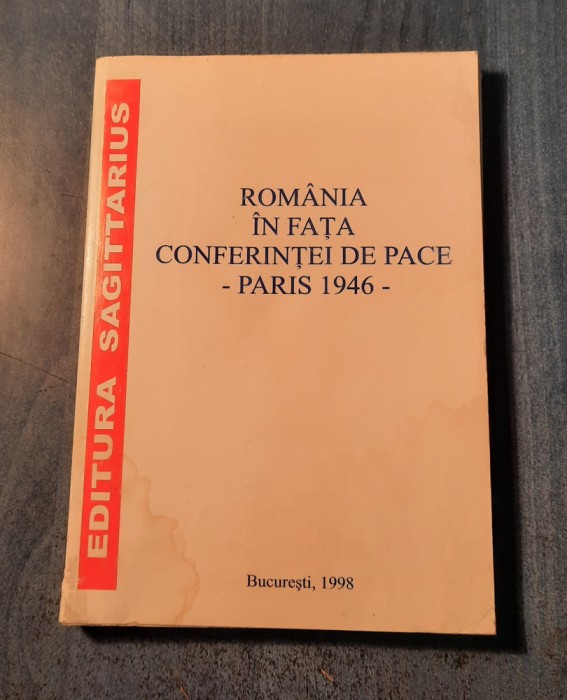 EDITURA SAGITTARIUS
ROMÂNIA
ÎN FAȚA
CONFERINȚEI DE PACE
- PARIS 1946 -
București, 1998